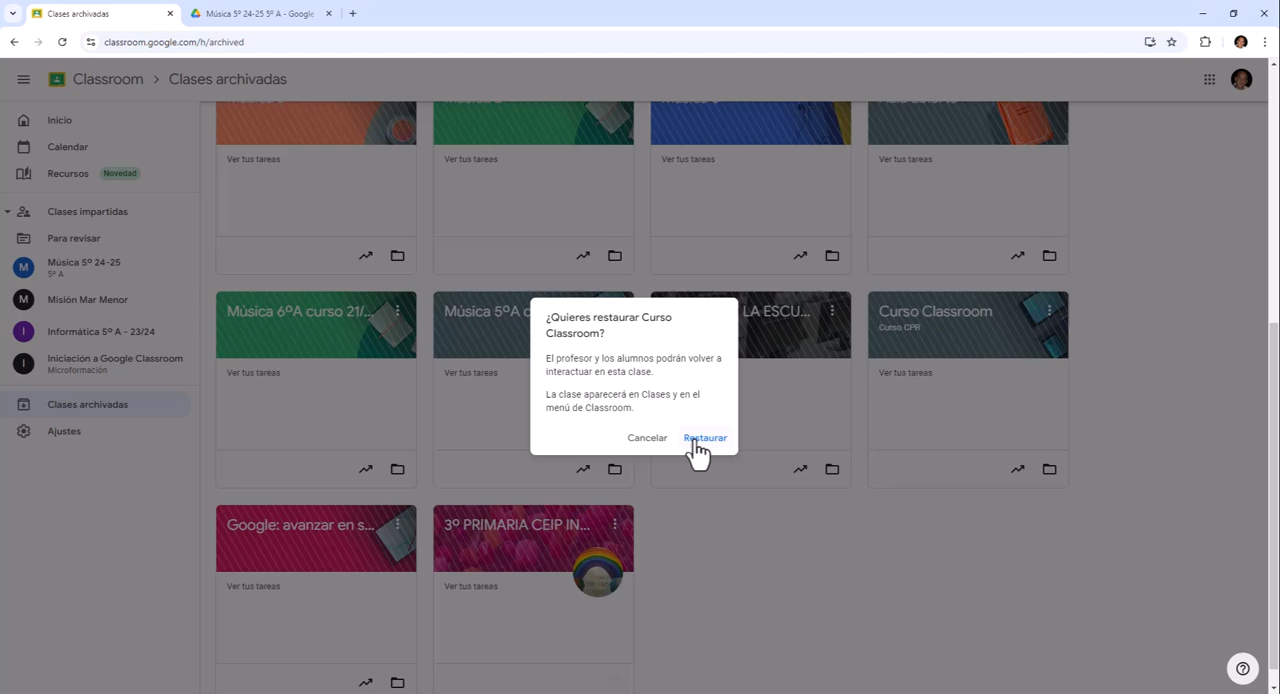 Clases archivadas
Música 5º 24-25 5º A - Google
classroom.google.com/h/archived
Classroom > Clases archivadas
Inicio
Calendar
Recursos Novedad
Clases impartidas
Para revisar
M Música 5º 24-25
5º A
M Misión Mar Menor
I Informática 5º A - 23/24
I Iniciación a Google Classroom
Microformación
Clases archivadas
Ajustes
Ver tus tareas
Ver tus tareas
Ver tus tareas
Música 6ºA curso 21/...
Música 5ºA c
LA ESCU...
Curso Classroom
Curso CPR
Ver tus tareas
Ver tus tareas
Ver tus tareas
¿Quieres restaurar Curso
Classroom?
El profesor y los alumnos podrán volver a
interactuar en esta clase.
La clase aparecerá en Clases y en el
menú de Classroom.
Cancelar Restaurar
Google: avanzar en s...
3º PRIMARIA CEIP IN...
Ver tus tareas
Ver tus tareas